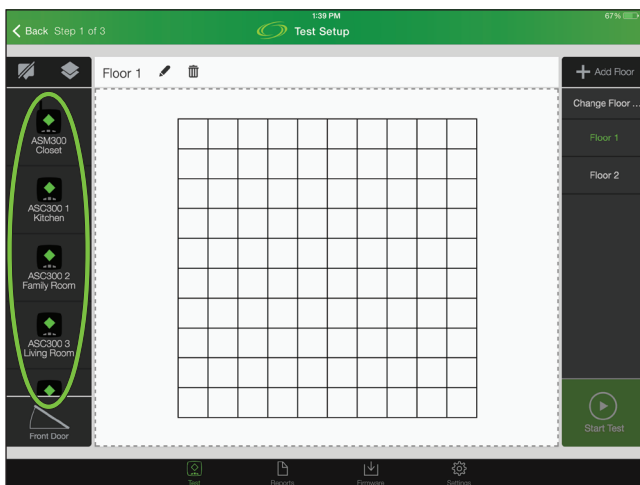 1:39 PM
67%
Back Step 1 of 3
Test Setup
Floor 1
Add Floor
Change Floor ...
Floor 1
Floor 2
ASM300
Closet
ASC300 1
Kitchen
ASC300 2
Family Room
ASC300 3
Living Room
Front Door
Start Test
Test
Reports
Firmware
Settings